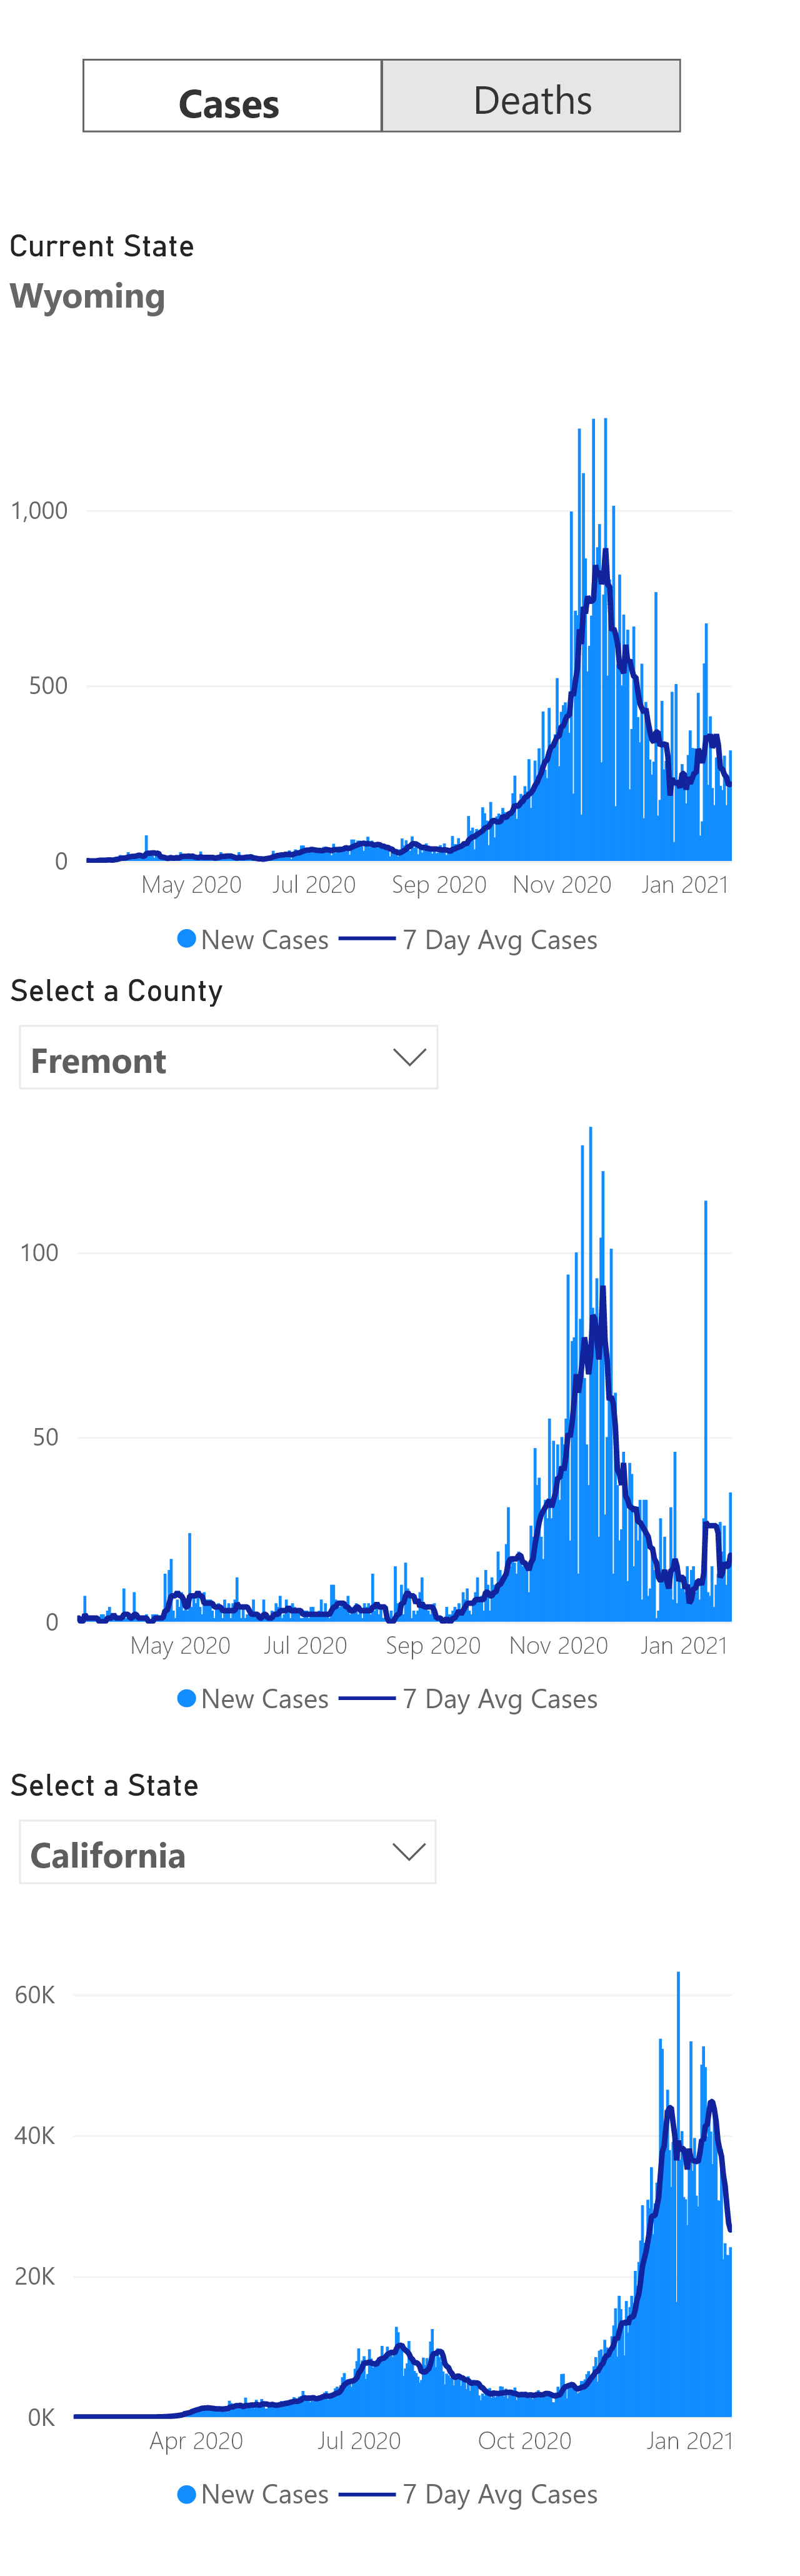 Cases Deaths
Current State
Wyoming
1,000
500
0
May 2020 Jul 2020 Sep 2020 Nov 2020 Jan 2021
New Cases 7 Day Avg Cases
Select a County
Fremont
100
50
0
May 2020 Jul 2020 Sep 2020 Nov 2020 Jan 2021
New Cases 7 Day Avg Cases
Select a State
California
60K
40K
20K
0K
Apr 2020 Jul 2020 Oct 2020 Jan 2021
New Cases 7 Day Avg Cases